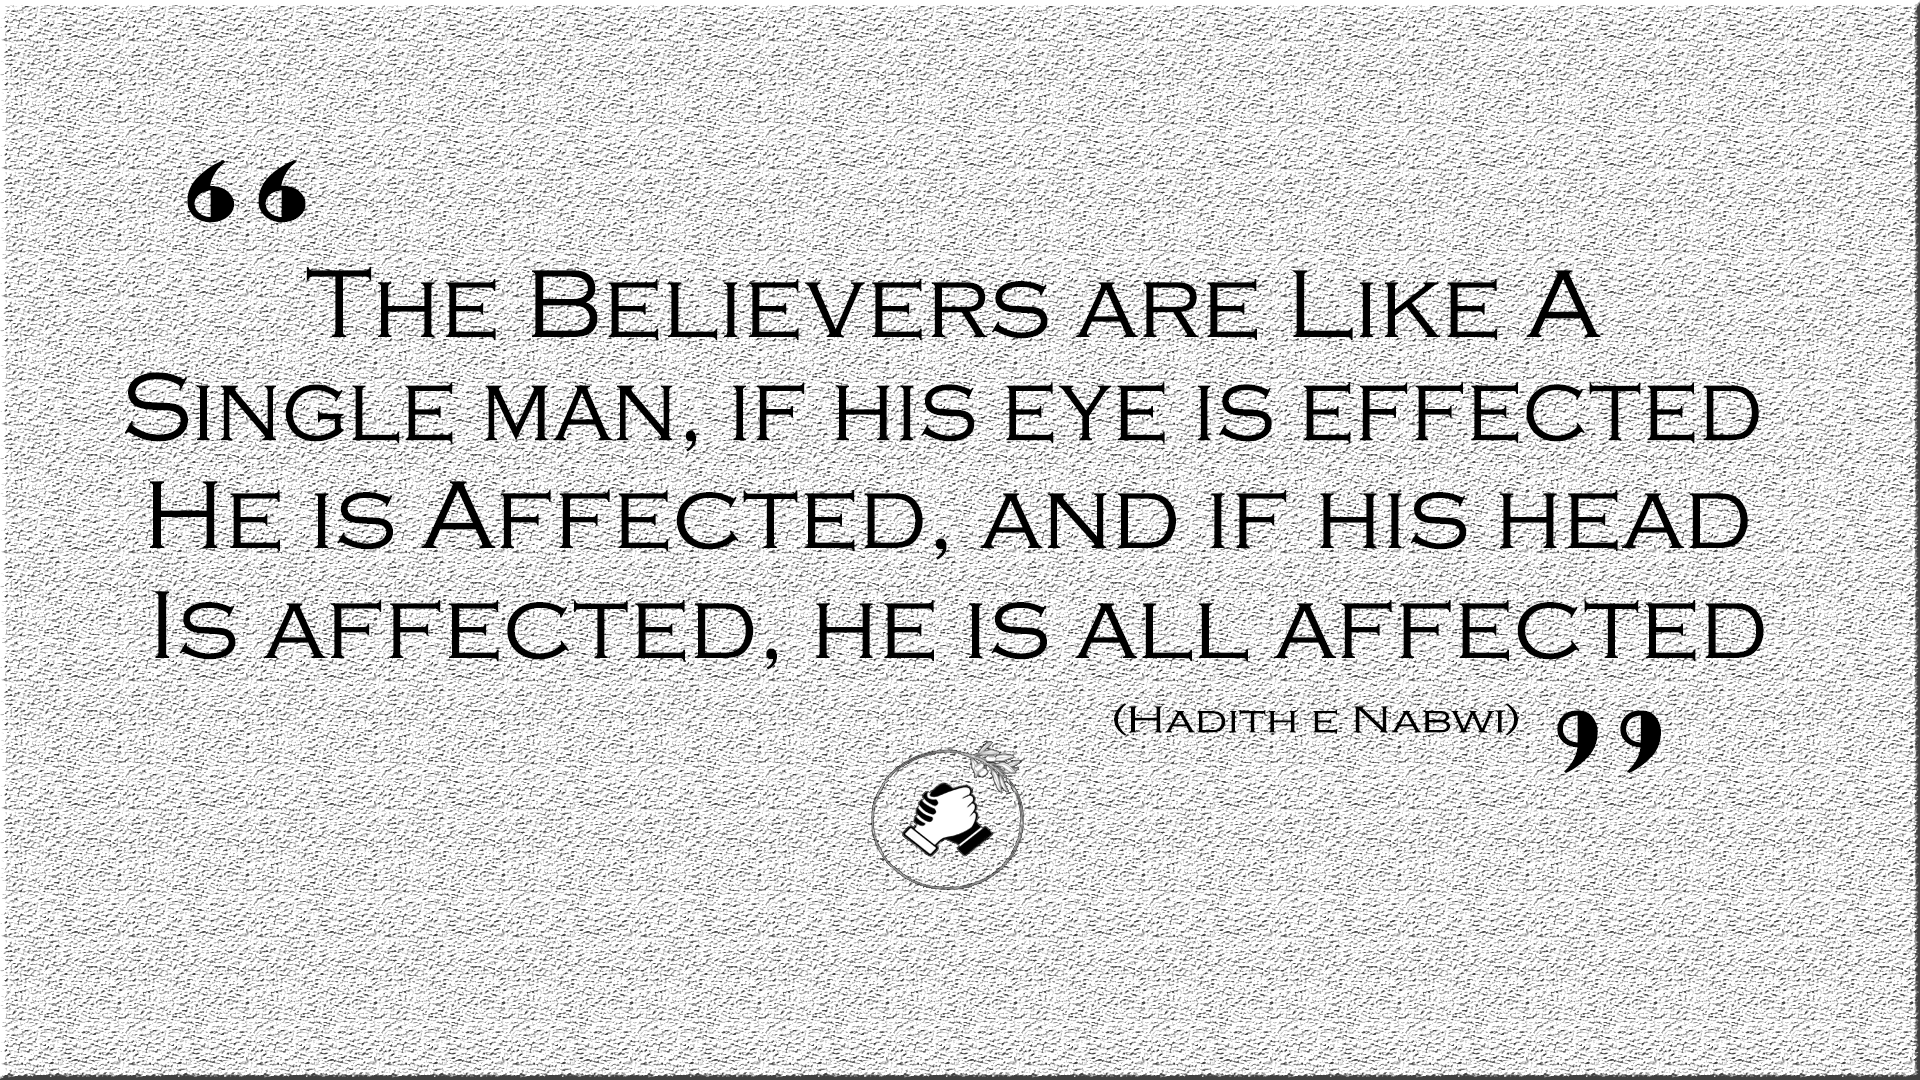 “
The Believers are Like A
Single man, if his eye is effected
He is Affected, and if his head
Is affected, he is all affected
(Hadith e Nabwi) ”